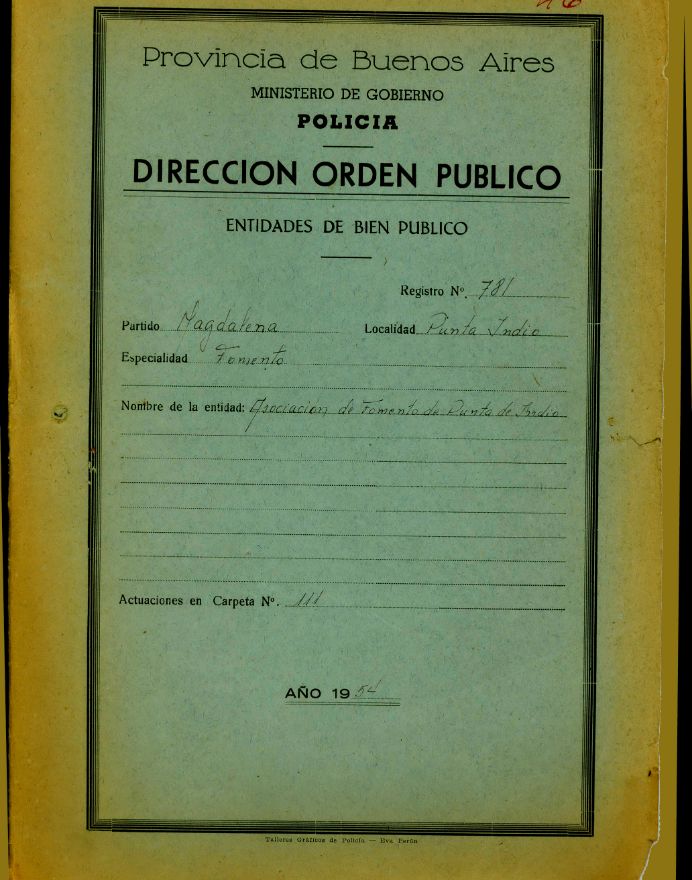 Provincia de Buenos Aires
MINISTERIO DE GOBIERNO
POLICIA
DIRECCION ORDEN PUBLICO
ENTIDADES DE BIEN PUBLICO
Registro Nº. 781
Partido Magdalena Localidad Punta Indio
Especialidad Fomento
Nombre de la entidad: Asociación de Fomento de Punta de Indio
Actuaciones en Carpeta Nº. 111
AÑO 1954
Talleres Gráficos de Policía — Eva Perón